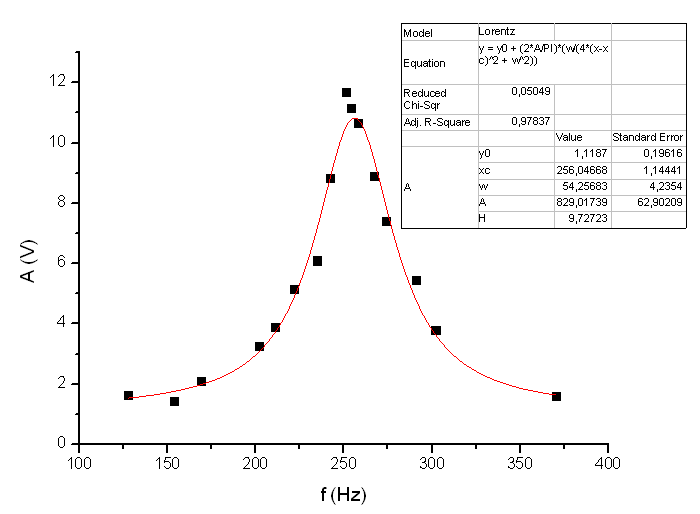 Model Lorentz
Equation y = y0 + (2*A/PI)*(w/(4*(x-x
c)^2 + w^2))
Reduced
Chi-Sqr 0,05049
Adj. R-Square 0,97837
Value Standard Error
A y0 1,1187 0,19616
xc 256,04668 1,14441
w 54,25683 4,2354
A 829,01739 62,90209
H 9,72723
12
10
8
6
4
2
0
A (V)
100 150 200 250 300 350 400
f (Hz)